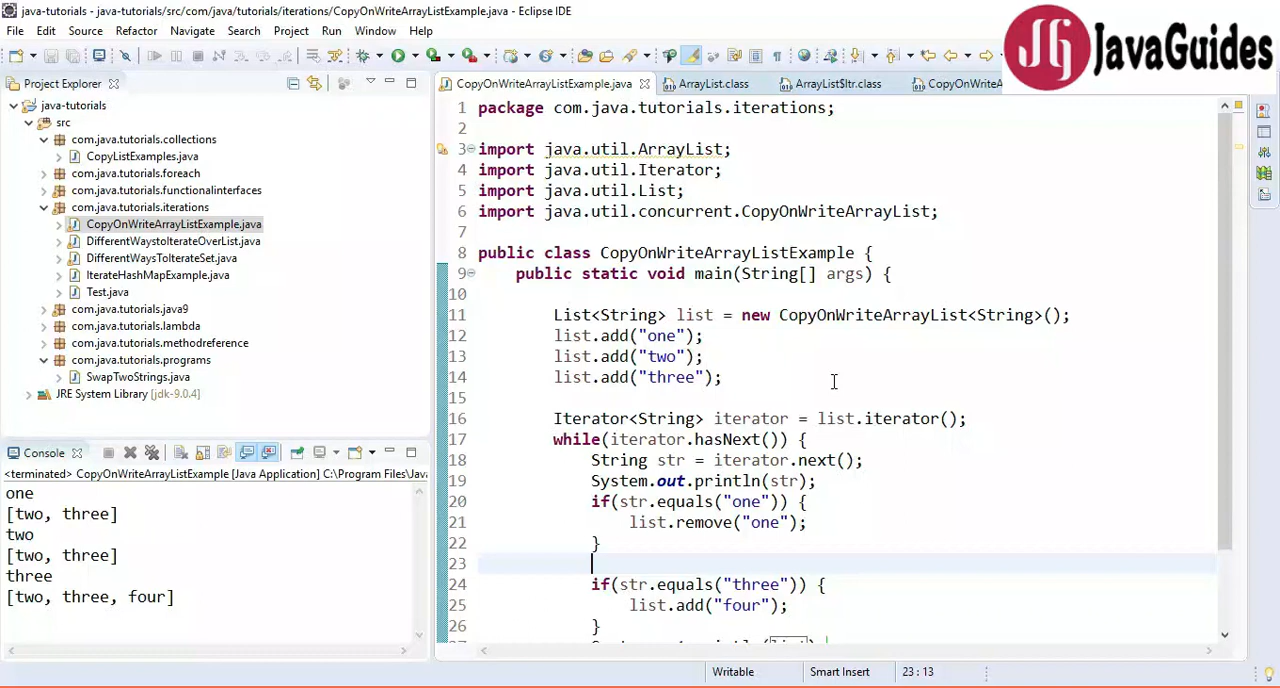 java-tutorials - java-tutorials/src/com/java/tutorials/iterations/CopyOnWriteArrayListExample.java - Eclipse IDE
File Edit Source Refactor Navigate Search Project Run Window Help
JavaGuides
Project Explorer
java-tutorials
src
com.java.tutorials.collections
CopyListExamples.java
com.java.tutorials.foreach
com.java.tutorials.functionalinterfaces
com.java.tutorials.iterations
CopyOnWriteArrayListExample.java
DifferentWaystoIterateOverList.java
DifferentWaysToIterateSet.java
IterateHashMapExample.java
Test.java
com.java.tutorials.java9
com.java.tutorials.lambda
com.java.tutorials.methodreference
com.java.tutorials.programs
SwapTwoStrings.java
JRE System Library [jdk-9.0.4]
Console
<terminated> CopyOnWriteArrayListExample [Java Application] C:\Program Files\Java
one
[two, three]
two
[two, three]
three
[two, three, four]
CopyOnWriteArrayListExample.java ArrayList.class ArrayList$Itr.class CopyOnWriteA
1 package com.java.tutorials.iterations;
2
3 import java.util.ArrayList;
4 import java.util.Iterator;
5 import java.util.List;
6 import java.util.concurrent.CopyOnWriteArrayList;
7
8 public class CopyOnWriteArrayListExample {
9 public static void main(String[] args) {
10
11 List<String> list = new CopyOnWriteArrayList<String>();
12 list.add("one");
13 list.add("two");
14 list.add("three");
15
16 Iterator<String> iterator = list.iterator();
17 while(iterator.hasNext()) {
18 String str = iterator.next();
19 System.out.println(str);
20 if(str.equals("one")) {
21 list.remove("one");
22 }
23
24 if(str.equals("three")) {
25 list.add("four");
26 }
Writable Smart Insert 23 : 13